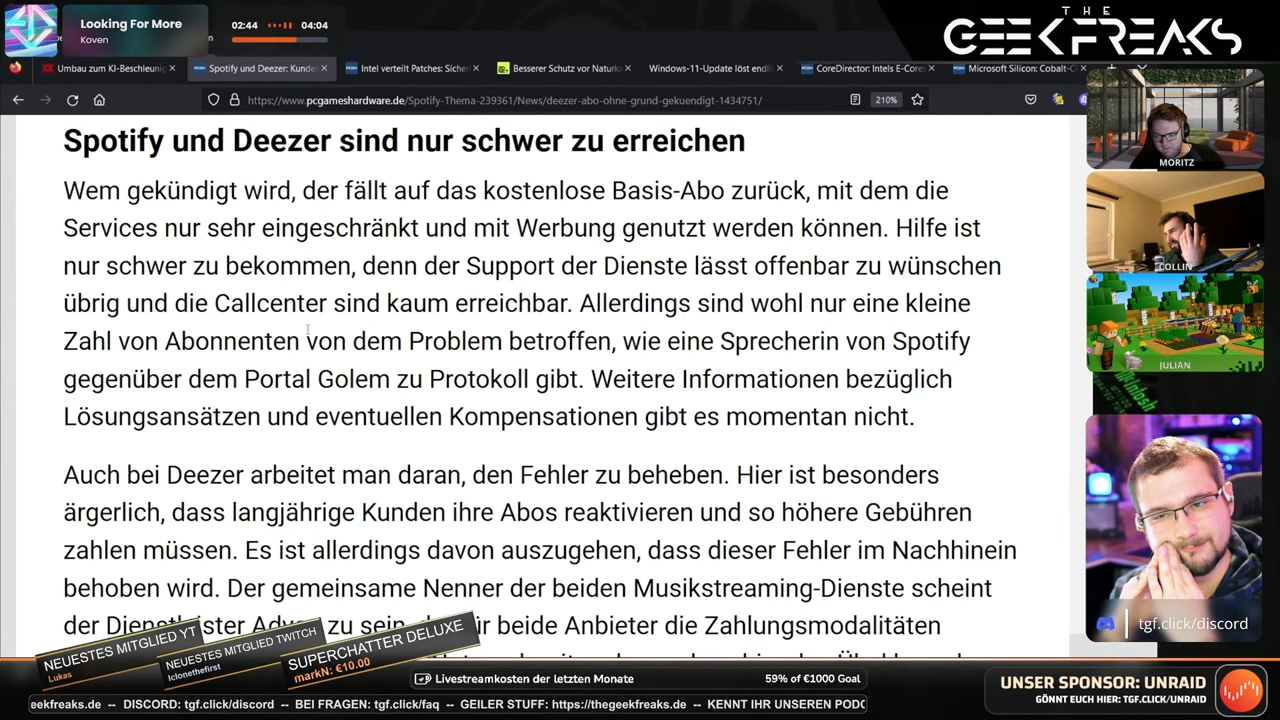 Looking For More
Koven
02:44
04:04
THE
GEEKFREAKS
Umbau zum KI-Beschleunig
Spotify und Deezer: Kunde
Intel verteilt Patches: Sicher
Besserer Schutz vor Naturk
Windows-11-Update löst endl
CoreDirector: Intels E-Cores
Microsoft Silicon: Cobalt-C
https://www.pcgameshardware.de/Spotify-Thema-239361/News/deezer-abo-ohne-grund-gekuendigt-1434751/
210%
Spotify und Deezer sind nur schwer zu erreichen
Wem gekündigt wird, der fällt auf das kostenlose Basis-Abo zurück, mit dem die
Services nur sehr eingeschränkt und mit Werbung genutzt werden können. Hilfe ist
nur schwer zu bekommen, denn der Support der Dienste lässt offenbar zu wünschen
übrig und die Callcenter sind kaum erreichbar. Allerdings sind wohl nur eine kleine
Zahl von Abonnenten von dem Problem betroffen, wie eine Sprecherin von Spotify
gegenüber dem Portal Golem zu Protokoll gibt. Weitere Informationen bezüglich
Lösungsansätzen und eventuellen Kompensationen gibt es momentan nicht.
Auch bei Deezer arbeitet man daran, den Fehler zu beheben. Hier ist besonders
ärgerlich, dass langjährige Kunden ihre Abos reaktivieren und so höhere Gebühren
zahlen müssen. Es ist allerdings davon auszugehen, dass dieser Fehler im Nachhinein
behoben wird. Der gemeinsame Nenner der beiden Musikstreaming-Dienste scheint
der Dienstleister zu sein beide Anbieter die Zahlungsmodalitäten
MORITZ
COLLIN
JULIAN
tgf.click/discord
NEUESTES MITGLIED YT
Lukas
NEUESTES MITGLIED TWITCH
Iclonethefirst
SUPERCHATTER DELUXE
markN: €10.00
Livestreamkosten der letzten Monate
59% of €1000 Goal
eekfreaks.de -- DISCORD: tgf.click/discord -- BEI FRAGEN: tgf.click/faq -- GEILER STUFF: https://thegeekfreaks.de -- KENNT IHR UNSEREN PODC
UNSER SPONSOR: UNRAID
GÖNNT EUCH HIER: TGF.CLICK/UNRAID